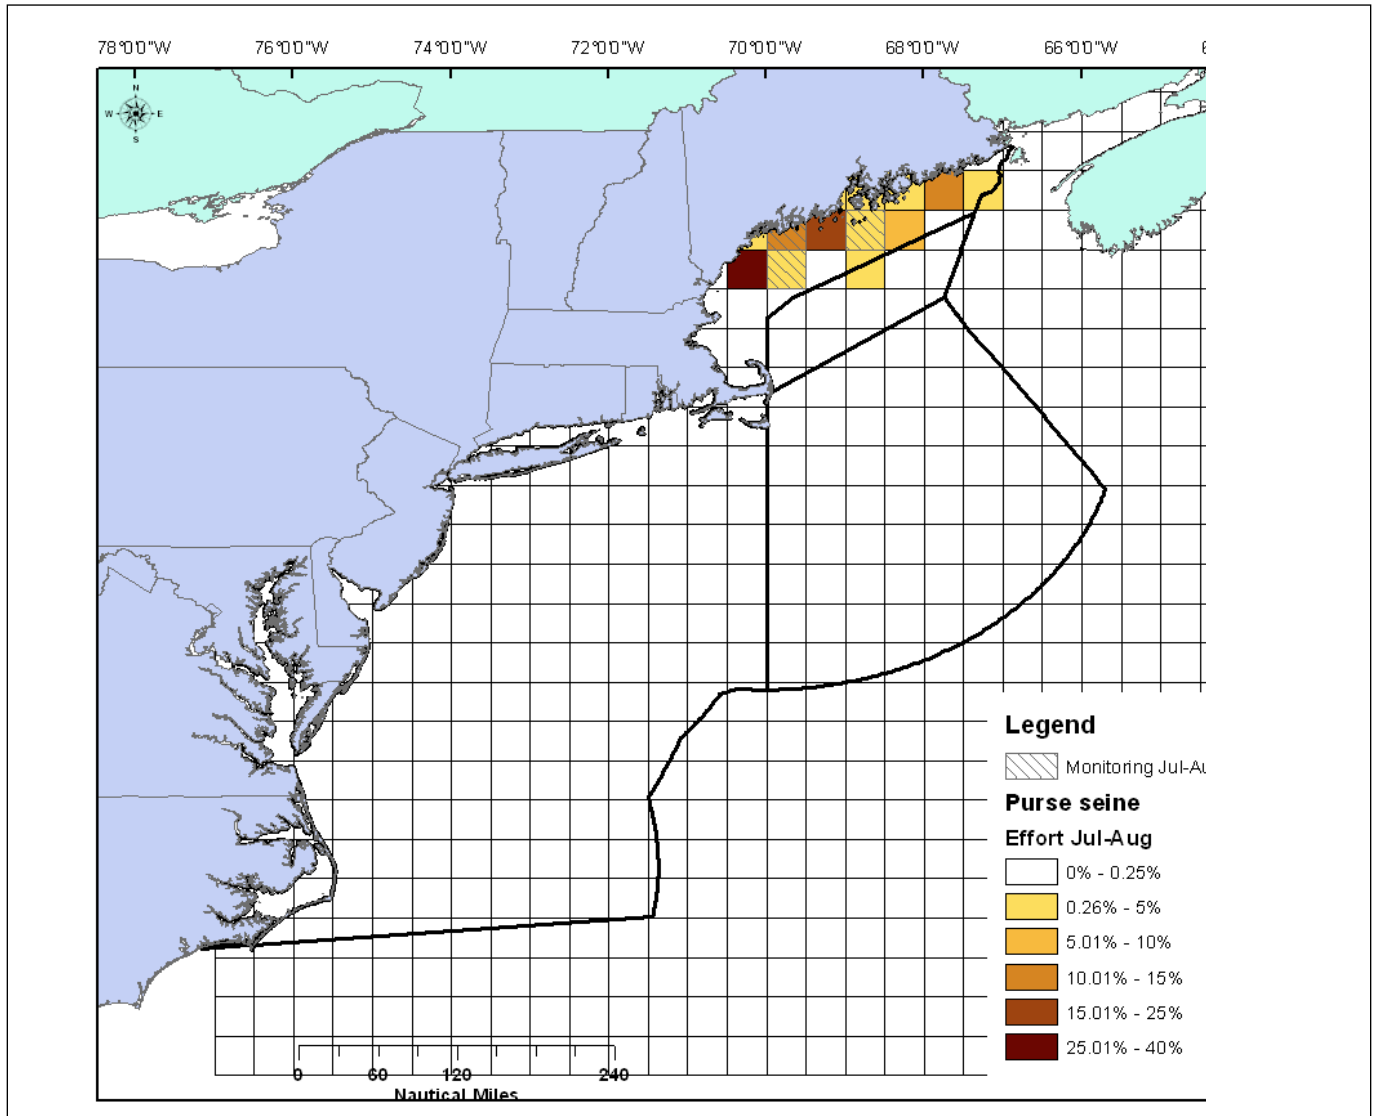 78°0'0"W 76°0'0"W 74°0'0"W 72°0'0"W 70°0'0"W 68°0'0"W 66°0'0"W 6
N
W E
S
Legend
Monitoring Jul-Au
Purse seine
Effort Jul-Aug
0% - 0.25%
0.26% - 5%
5.01% - 10%
10.01% - 15%
15.01% - 25%
25.01% - 40%
0 60 120 240
Nautical Miles